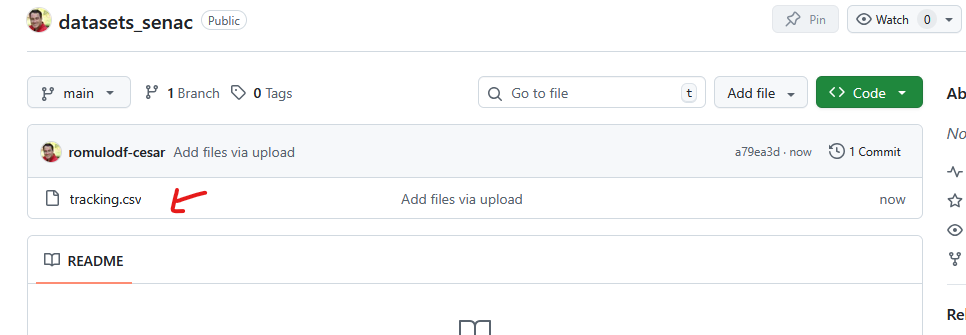 datasets_senac Public Pin Watch 0
main 1 Branch 0 Tags Go to file t Add file Code
Ab
romulodf-cesar Add files via upload a79ea3d · now 1 Commit
No
tracking.csv Add files via upload now
README
Rel